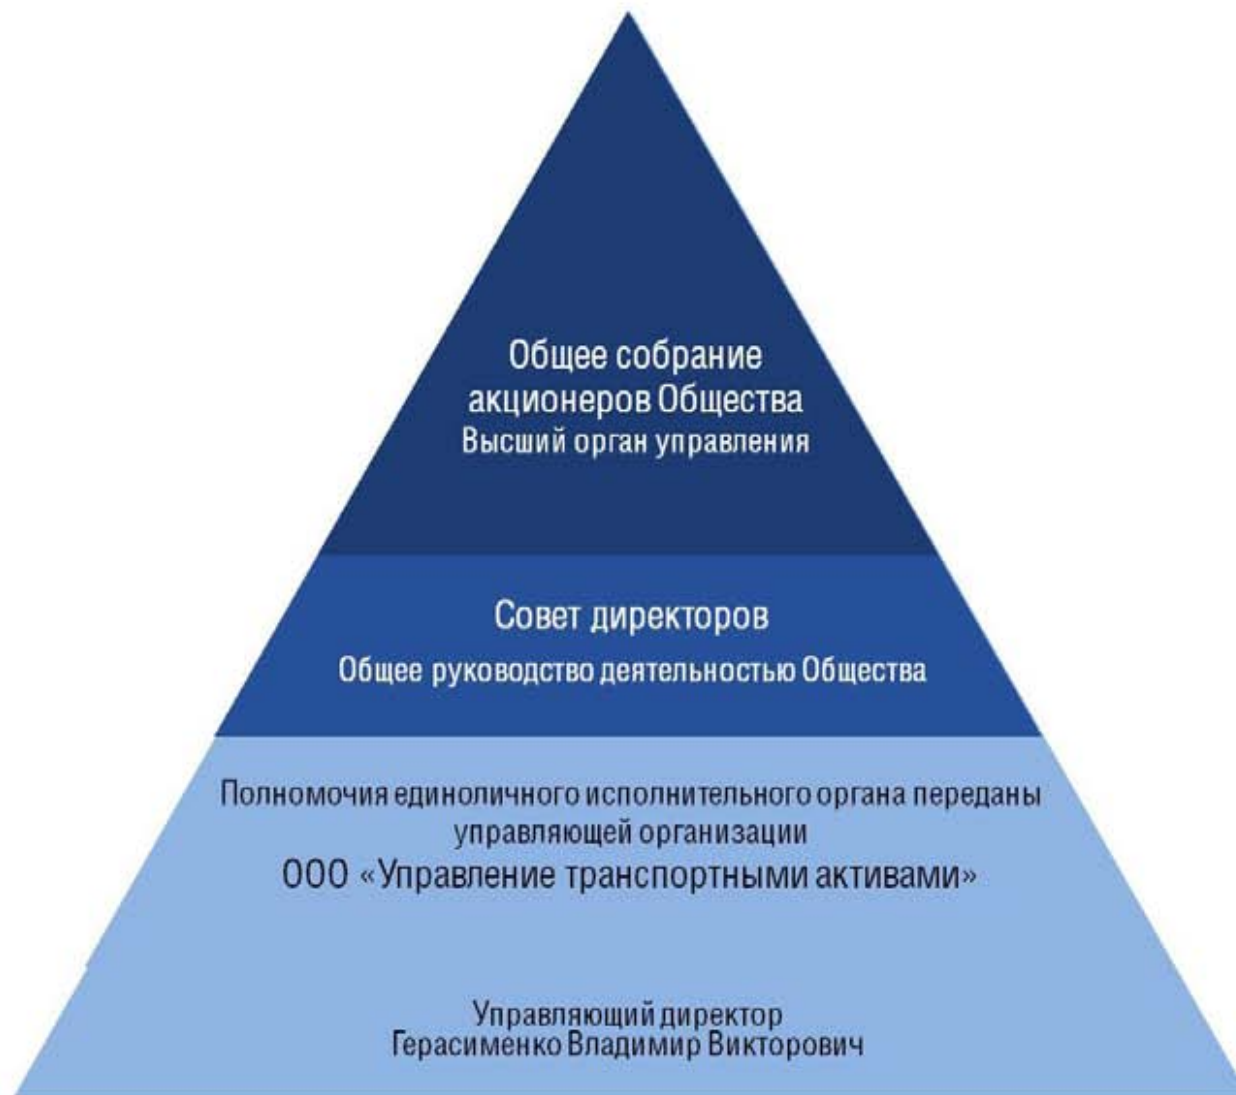 Общее собрание
акционеров Общества
Высший орган управления
Совет директоров
Общее руководство деятельностью Общества
Полномочия единоличного исполнительного органа переданы
управляющей организации
ООО «Управление транспортными активами»
Управляющий директор
Герасименко Владимир Викторович